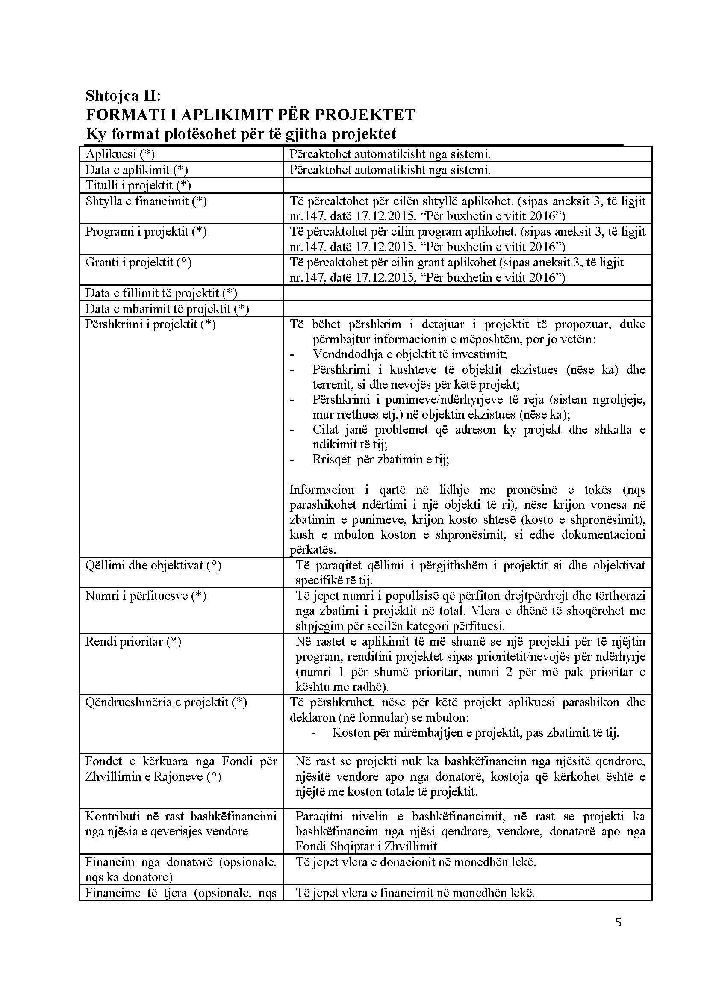 Shtojca II:
FORMATI I APLIKIMIT PËR PROJEKTET
Ky format plotësohet për të gjitha projektet
Aplikuesi (*)
Përcaktohet automatikisht nga sistemi.
Data e aplikimit (*)
Përcaktohet automatikisht nga sistemi.
Titulli i projektit (*)
Shtylla e financimit (*)
Të përcaktohet për cilën shtyllë aplikohet. (sipas aneksit 3, të ligjit
nr.147, datë 17.12.2015, “Për buxhetin e vitit 2016”)
Programi i projektit (*)
Të përcaktohet për cilin program aplikohet. (sipas aneksit 3, të ligjit
nr.147, datë 17.12.2015, “Për buxhetin e vitit 2016”)
Granti i projektit (*)
Të përcaktohet për cilin grant aplikohet (sipas aneksit 3, të ligjit
nr.147, datë 17.12.2015, “Për buxhetin e vitit 2016”)
Data e fillimit të projektit (*)
Data e mbarimit të projektit (*)
Përshkrimi i projektit (*)
Të bëhet përshkrim i detajuar i projektit të propozuar, duke
përmbajtur informacionin e mëposhtëm, por jo vetëm:
- Vendndodhja e objektit të investimit;
- Përshkrimi i kushteve të objektit ekzistues (nëse ka) dhe
terrenit, si dhe nevojës për këtë projekt;
- Përshkrimi i punimeve/ndërhyrjeve të reja (sistem ngrohjeje,
mur rrethues etj.) në objektin ekzistues (nëse ka);
- Cilat janë problemet që adreson ky projekt dhe shkalla e
ndikimit të tij;
- Rrisqet për zbatimin e tij;
Informacion i qartë në lidhje me pronësinë e tokës (nqs
parashikohet ndërtimi i një objekti të ri), nëse krijon vonesa në
zbatimin e punimeve, krijon kosto shtesë (kosto e shpronësimit),
kush e mbulon koston e shpronësimit, si edhe dokumentacioni
përkatës.
Qëllimi dhe objektivat (*)
Të paraqitet qëllimi i përgjithshëm i projektit si dhe objektivat
specifikë të tij.
Numri i përfituesve (*)
Të jepet numri i popullsisë që përfiton drejtpërdrejt dhe tërthorazi
nga zbatimi i projektit në total. Vlera e dhënë të shoqërohet me
shpjegim për secilën kategori përfituesi.
Rendi prioritar (*)
Në rastet e aplikimit të më shumë se një projekti për të njëjtin
program, renditini projektet sipas prioritetit/nevojës për ndërhyrje
(numri 1 për shumë prioritar, numri 2 për më pak prioritar e
kështu me radhë).
Qëndrueshmëria e projektit (*)
Të përshkruhet, nëse për këtë projekt aplikuesi parashikon dhe
deklaron (në formular) se mbulon:
- Koston për mirëmbajtjen e projektit, pas zbatimit të tij.
Fondet e kërkuara nga Fondi për
Zhvillimin e Rajoneve (*)
Në rast se projekti nuk ka bashkëfinancim nga njësitë qendrore,
njësitë vendore apo nga donatorë, kostoja që kërkohet është e
njëjtë me koston totale të projektit.
Kontributi në rast bashkëfinancimi
nga njësia e qeverisjes vendore
Paraqitni nivelin e bashkëfinancimit, në rast se projekti ka
bashkëfinancim nga njësi qendrore, vendore, donatorë apo nga
Fondi Shqiptar i Zhvillimit
Financim nga donatorë (opsionale,
nqs ka donatore)
Të jepet vlera e donacionit në monedhën lekë.
Financime të tjera (opsionale, nqs
Të jepet vlera e financimit në monedhën lekë.
5